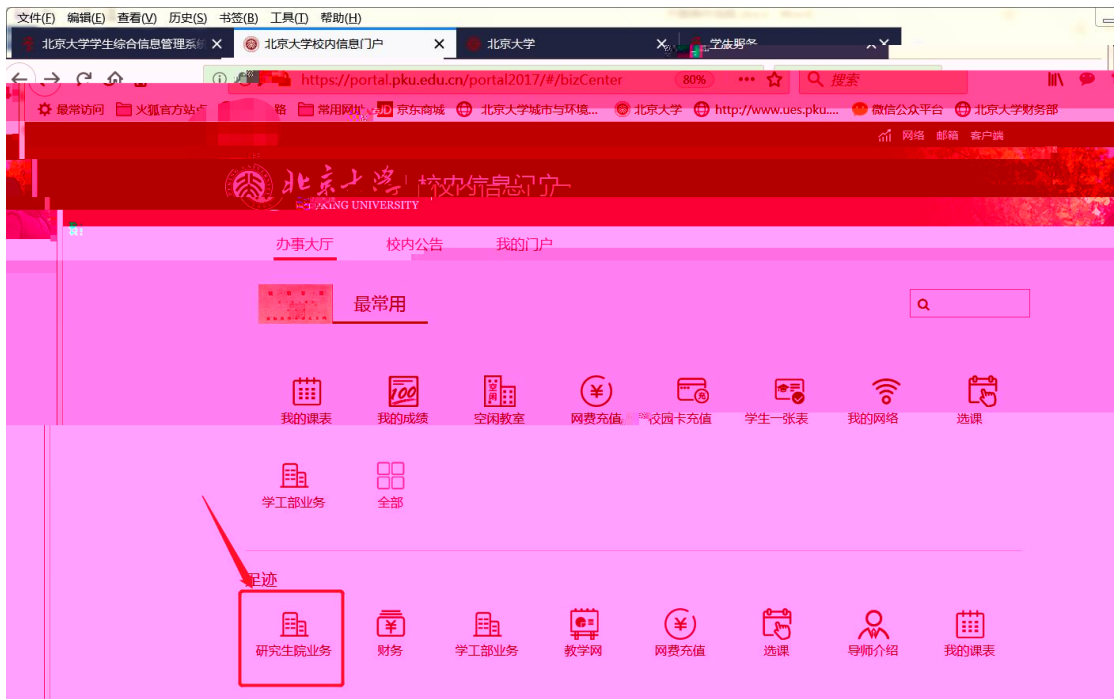 文件(F) 编辑(E) 查看(V) 历史(S) 书签(B) 工具(T) 帮助(H)
北京大学学生综合信息管理系统 北京大学校内信息门户 北京大学
https://portal.pku.edu.cn/portal2017/#/bizCenter 80% 搜索
最常访问 火狐官方站点 常用网址 JD 京东商城 北京大学城市与环境... 北京大学 http://www.ues.pku.... 微信公众平台 北京大学财务部
网络 邮箱 客户端
北京大学 校内信息门户
PEKING UNIVERSITY
办事大厅 校内公告 我的门户
最常用
我的课表 我的成绩 空闲教室 网费充值 校园卡充值 学生一张表 我的网络 选课
学工部业务 全部
足迹
研究生院业务 财务 学工部业务 教学网 网费充值 选课 导师介绍 我的课表